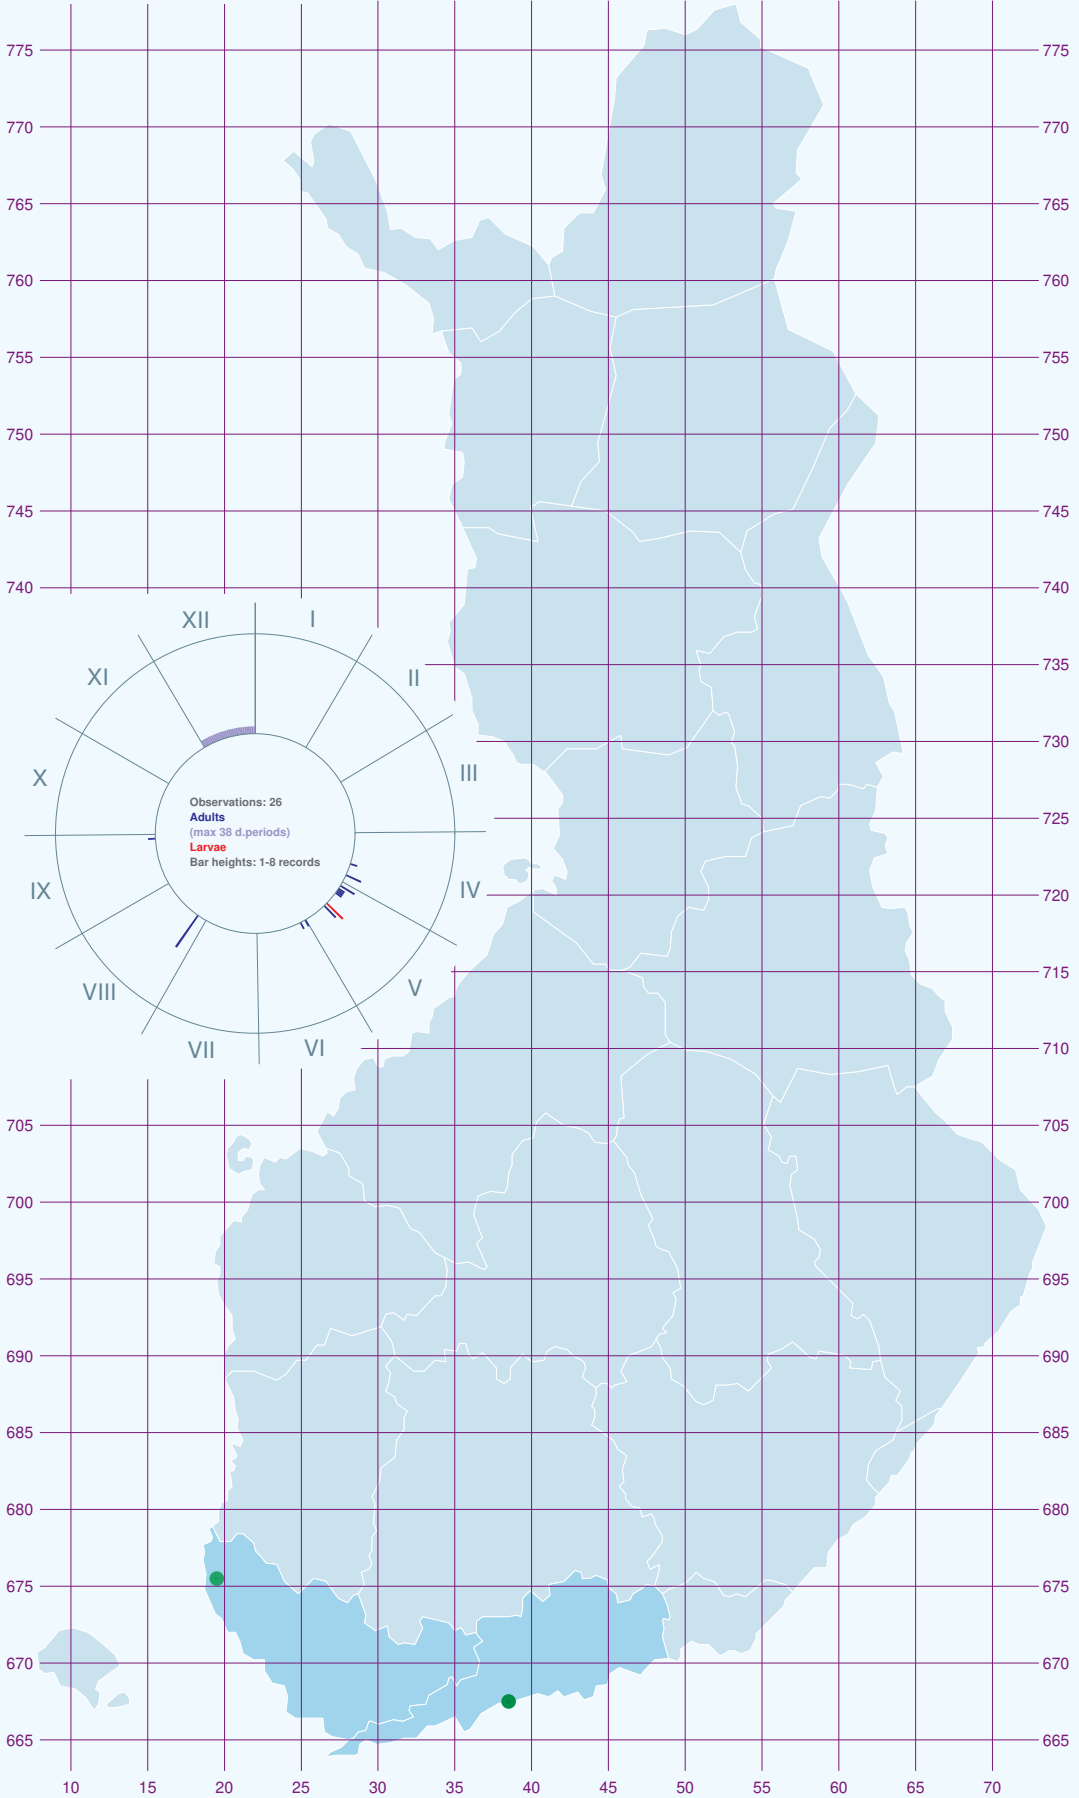 775 775
770 770
765 765
760 760
755 755
750 750
745 745
740 740
XII I
XI II
735 735
730 730
X III
Observations: 26
Adults
725 725
(max 38 d.periods)
Larvae
Bar heights: 1-8 records
IX IV
720
715
VIII V
VII VI
710
705 705
700 700
695 695
690 690
685 685
680 680
675 675
670 670
665 665
10 15 20 25 30 35 40 45 50 55 60 65 70